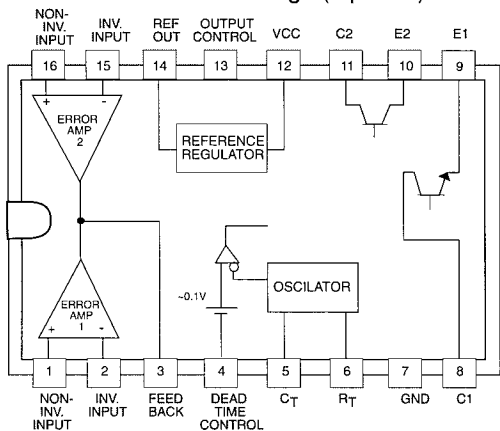 NON-
INV.
INPUT
INV.
INPUT
REF
OUT
OUTPUT
CONTROL
VCC
C2
E2
E1
16
15
14
13
12
11
10
9
+
-
ERROR
AMP
2
REFERENCE
REGULATOR
~0.1V
OSCILATOR
ERROR
AMP
1
+
-
1
2
3
4
5
6
7
8
NON-
INV.
INPUT
INV.
INPUT
FEED
BACK
DEAD
TIME
CONTROL
CT
RT
GND
C1